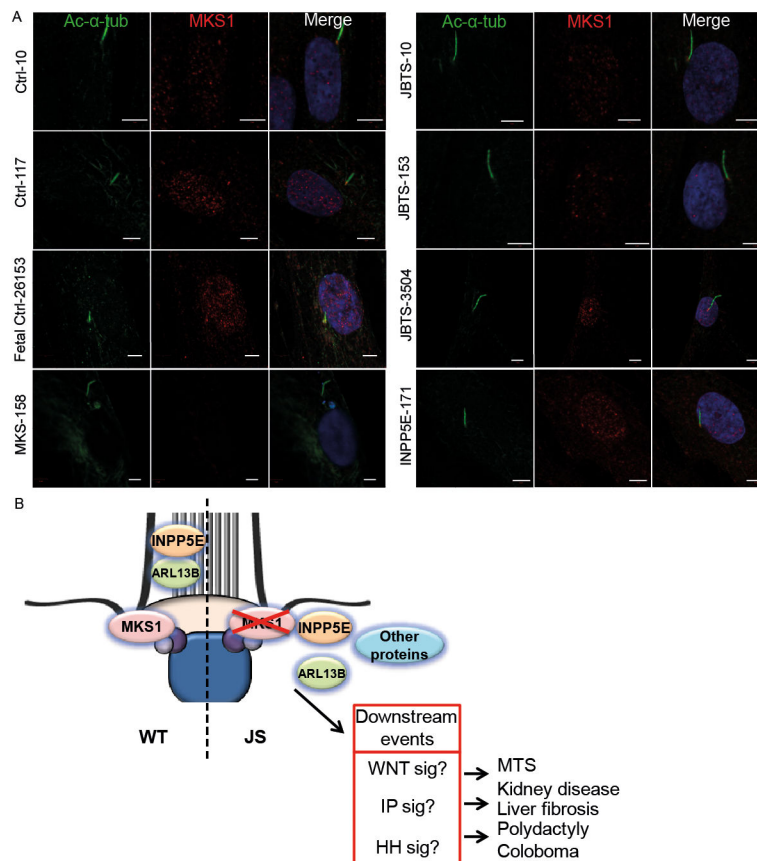 A
Ac-α-tub MKS1 Merge
Ctrl-10
Ctrl-117
Fetal Ctrl-26153
MKS-158
Ac-α-tub MKS1 Merge
JBTS-10
JBTS-153
JBTS-3504
INPP5E-171
B
INPP5E
ARL13B
MKS1
MKS1
INPP5E
Other
proteins
ARL13B
WT JS
Downstream
events
WNT sig?
IP sig?
HH sig?
MTS
Kidney disease
Liver fibrosis
Polydactyly
Coloboma